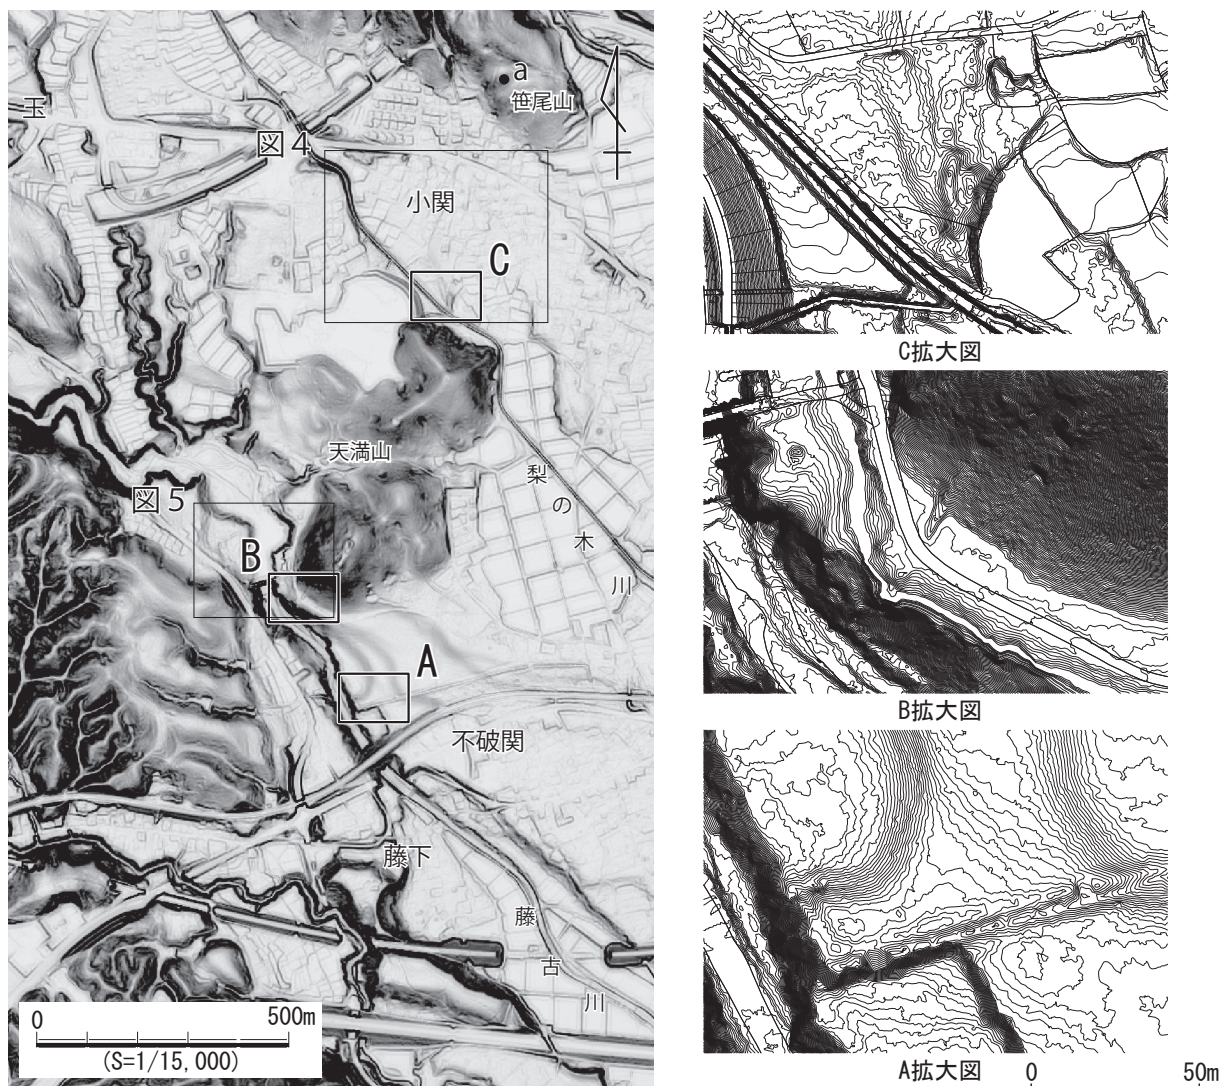 玉
a
笹尾山
図4
小関
C
天満山
梨の木川
図5
B
A
不破関
藤下
藤古川
0 500m
(S=1/15,000)
C拡大図
B拡大図
A拡大図
0 50m